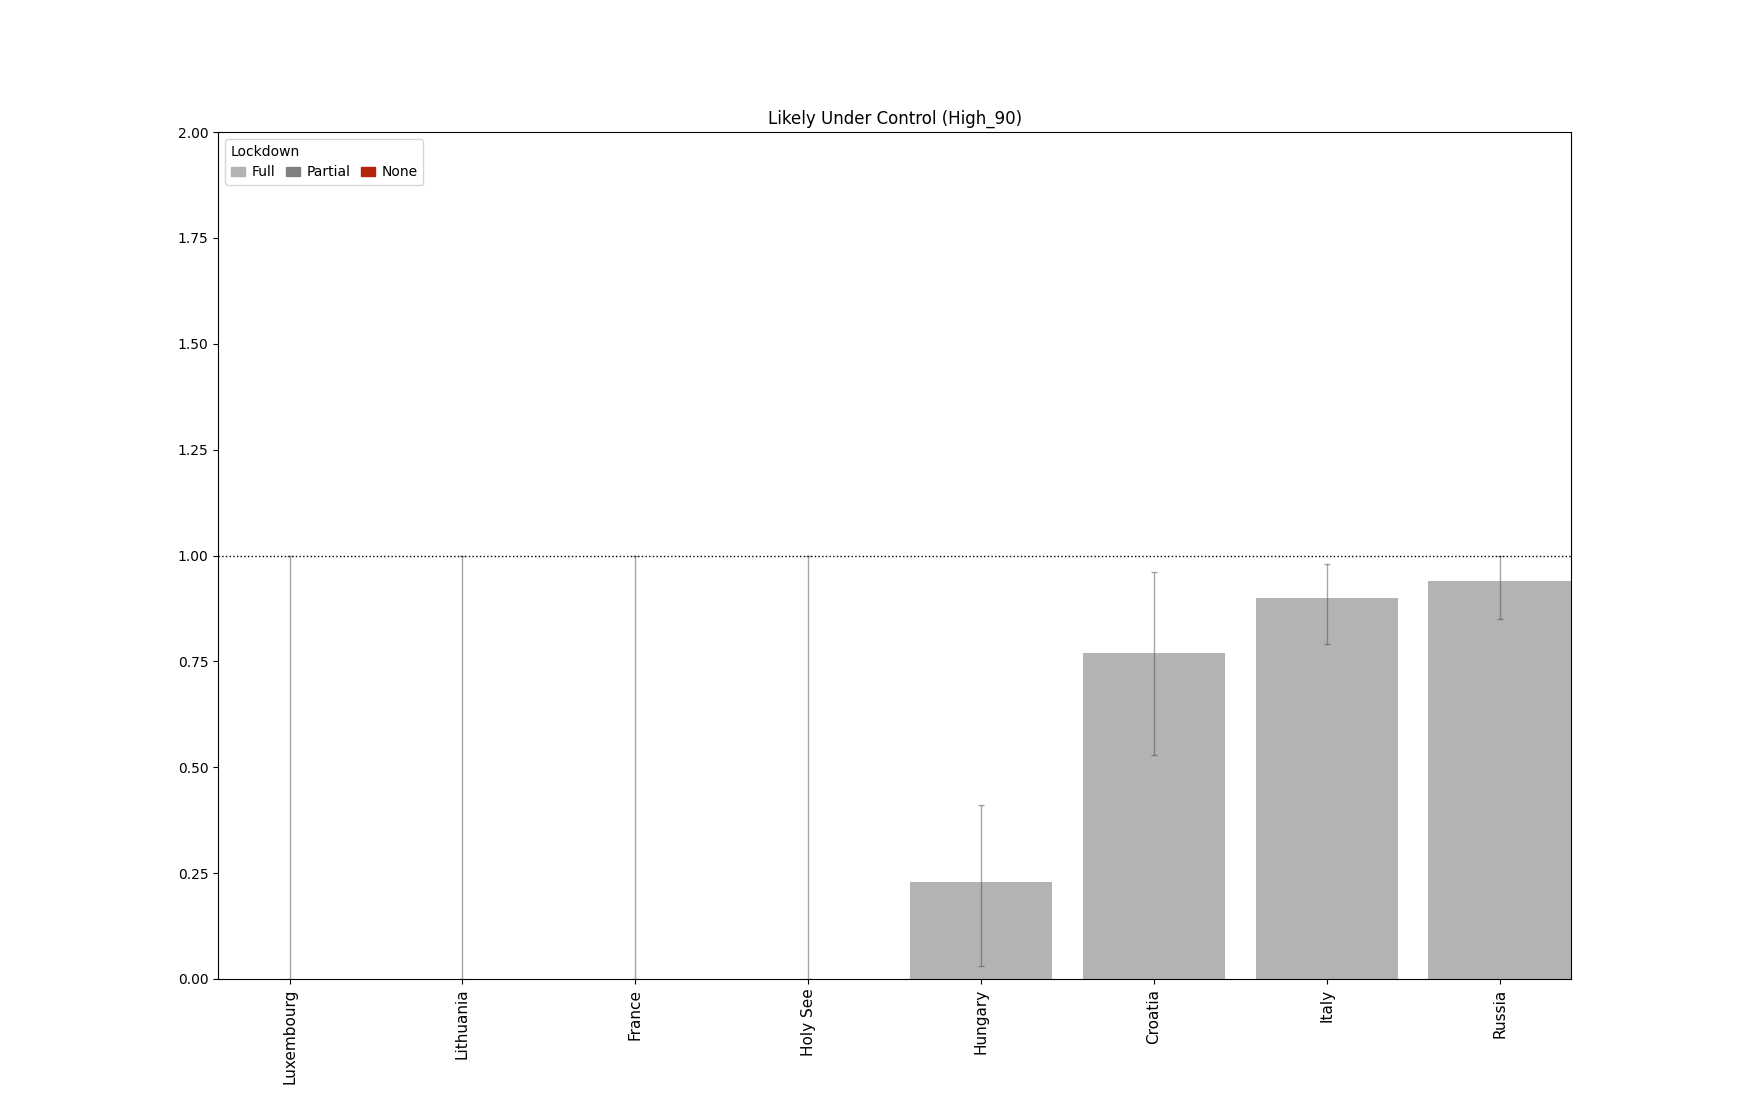 Likely Under Control (High_90)
Lockdown
Full Partial None
2.00
1.75
1.50
1.25
1.00
0.75
0.50
0.25
0.00
Luxembourg
Lithuania
France
Holy See
Hungary
Croatia
Italy
Russia